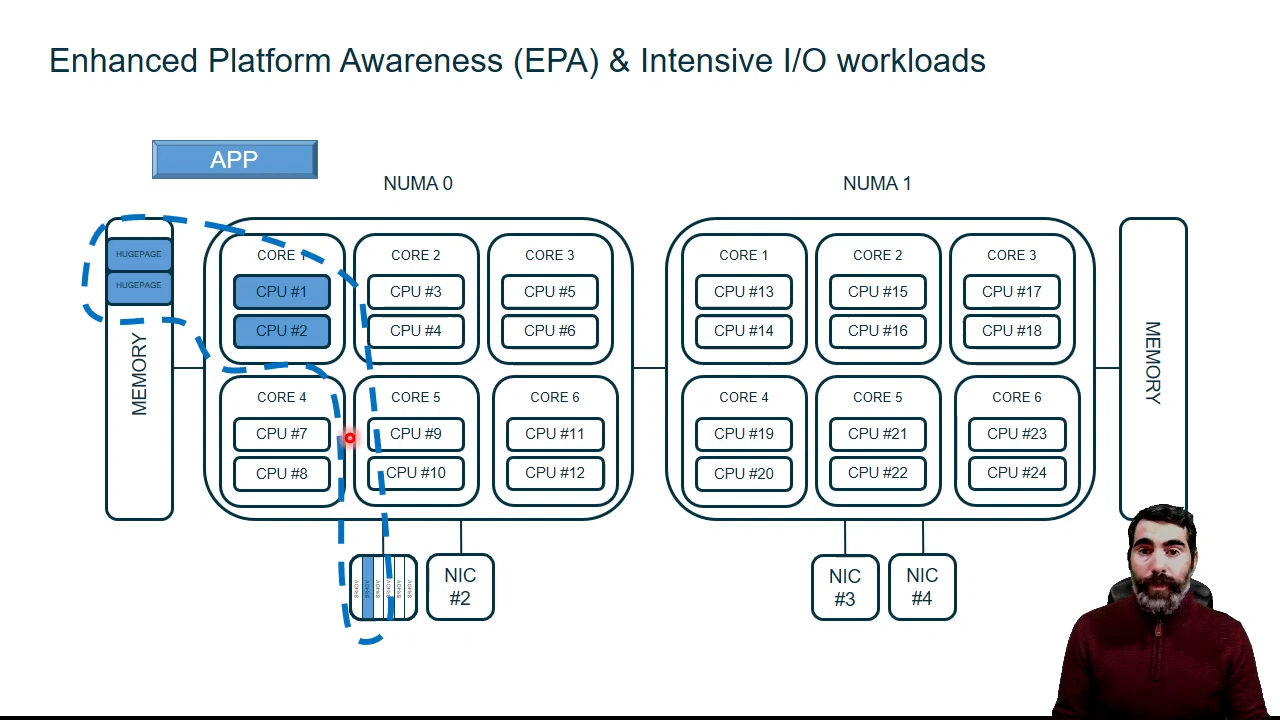 Enhanced Platform Awareness (EPA) & Intensive I/O workloads
APP
NUMA 0
NUMA 1
HUGEPAGE
HUGEPAGE
MEMORY
CORE 1
CPU #1
CPU #2
CORE 2
CPU #3
CPU #4
CORE 3
CPU #5
CPU #6
CORE 4
CPU #7
CPU #8
CORE 5
CPU #9
CPU #10
CORE 6
CPU #11
CPU #12
CORE 1
CPU #13
CPU #14
CORE 2
CPU #15
CPU #16
CORE 3
CPU #17
CPU #18
CORE 4
CPU #19
CPU #20
CORE 5
CPU #21
CPU #22
CORE 6
CPU #23
CPU #24
MEMORY
NIC
#2
NIC
#3
NIC
#4